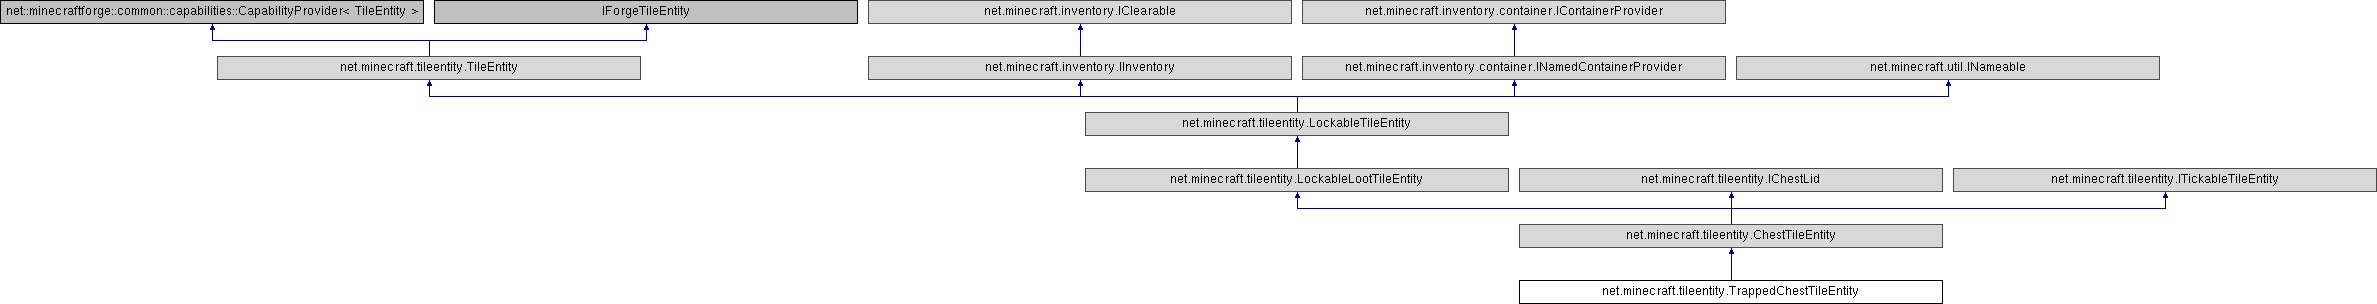 net::minecraftforge::common::capabilities::CapabilityProvider< TileEntity >
IForgeTileEntity
net.minecraft.inventory.IClearable
net.minecraft.inventory.container.IContainerProvider
net.minecraft.tileentity.TileEntity
net.minecraft.inventory.IInventory
net.minecraft.inventory.container.INamedContainerProvider
net.minecraft.util.INameable
net.minecraft.tileentity.LockableTileEntity
net.minecraft.tileentity.LockableLootTileEntity
net.minecraft.tileentity.IChestLid
net.minecraft.tileentity.ITickableTileEntity
net.minecraft.tileentity.ChestTileEntity
net.minecraft.tileentity.TrappedChestTileEntity